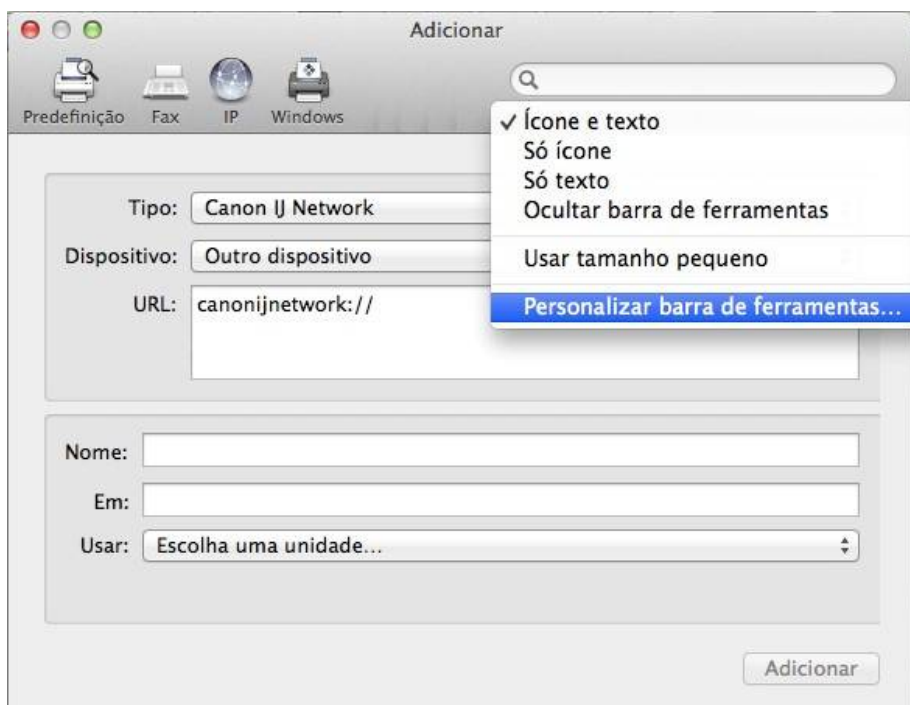 Adicionar
Predefinição Fax IP Windows
✓ Ícone e texto
Só ícone
Só texto
Ocultar barra de ferramentas
Usar tamanho pequeno
Personalizar barra de ferramentas...
Tipo: Canon IJ Network
Dispositivo: Outro dispositivo
URL: canonijnetwork://
Nome:
Em:
Usar: Escolha uma unidade...
Adicionar